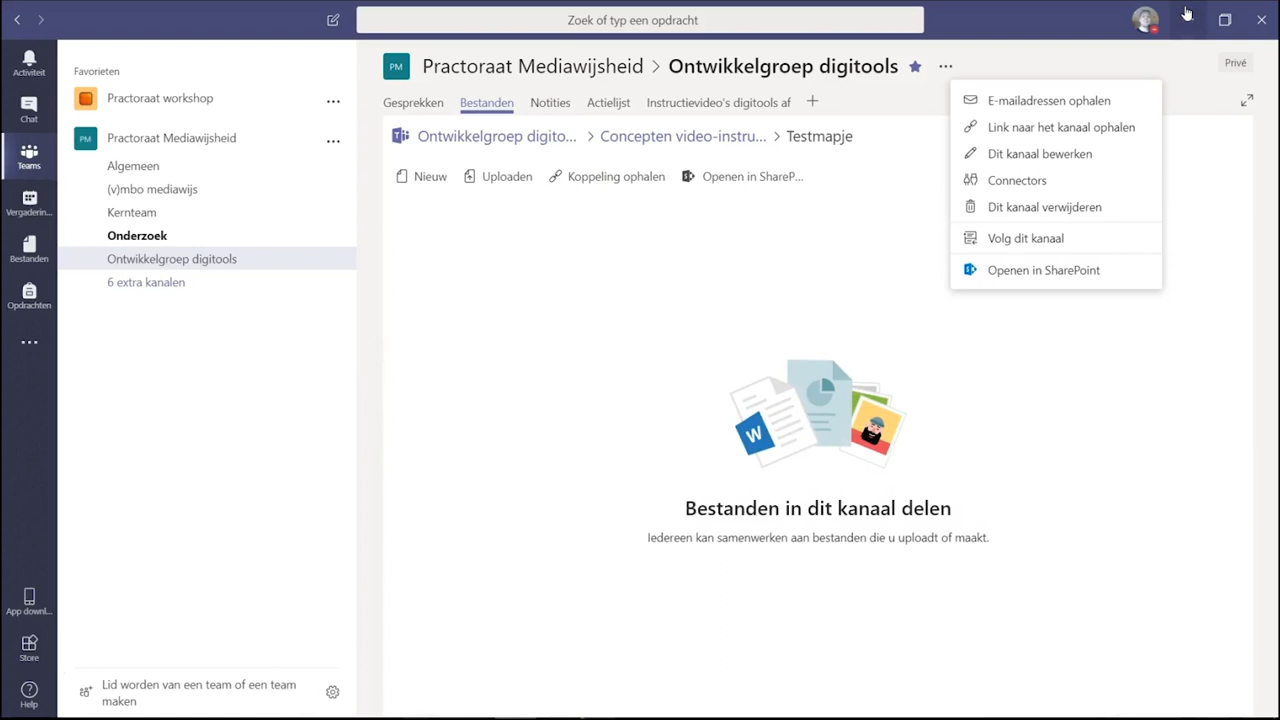 Zoek of typ een opdracht
Activiteit
Chat
Teams
Vergaderin...
Bestanden
Opdrachten
App downl...
Store
Help
Favorieten
Practoraat workshop
PM
Practoraat Mediawijsheid
Algemeen
(v)mbo mediawijs
Kernteam
Onderzoek
Ontwikkelgroep digitools
6 extra kanalen
Lid worden van een team of een team
maken
PM
Practoraat Mediawijsheid > Ontwikkelgroep digitools
Privé
Gesprekken Bestanden Notities Actielijst Instructievideo's digitools af
Ontwikkelgroep digito... > Concepten video-instru... > Testmapje
Nieuw Uploaden Koppeling ophalen Openen in ShareP...
E-mailadressen ophalen
Link naar het kanaal ophalen
Dit kanaal bewerken
Connectors
Dit kanaal verwijderen
Volg dit kanaal
Openen in SharePoint
W
Bestanden in dit kanaal delen
Iedereen kan samenwerken aan bestanden die u uploadt of maakt.